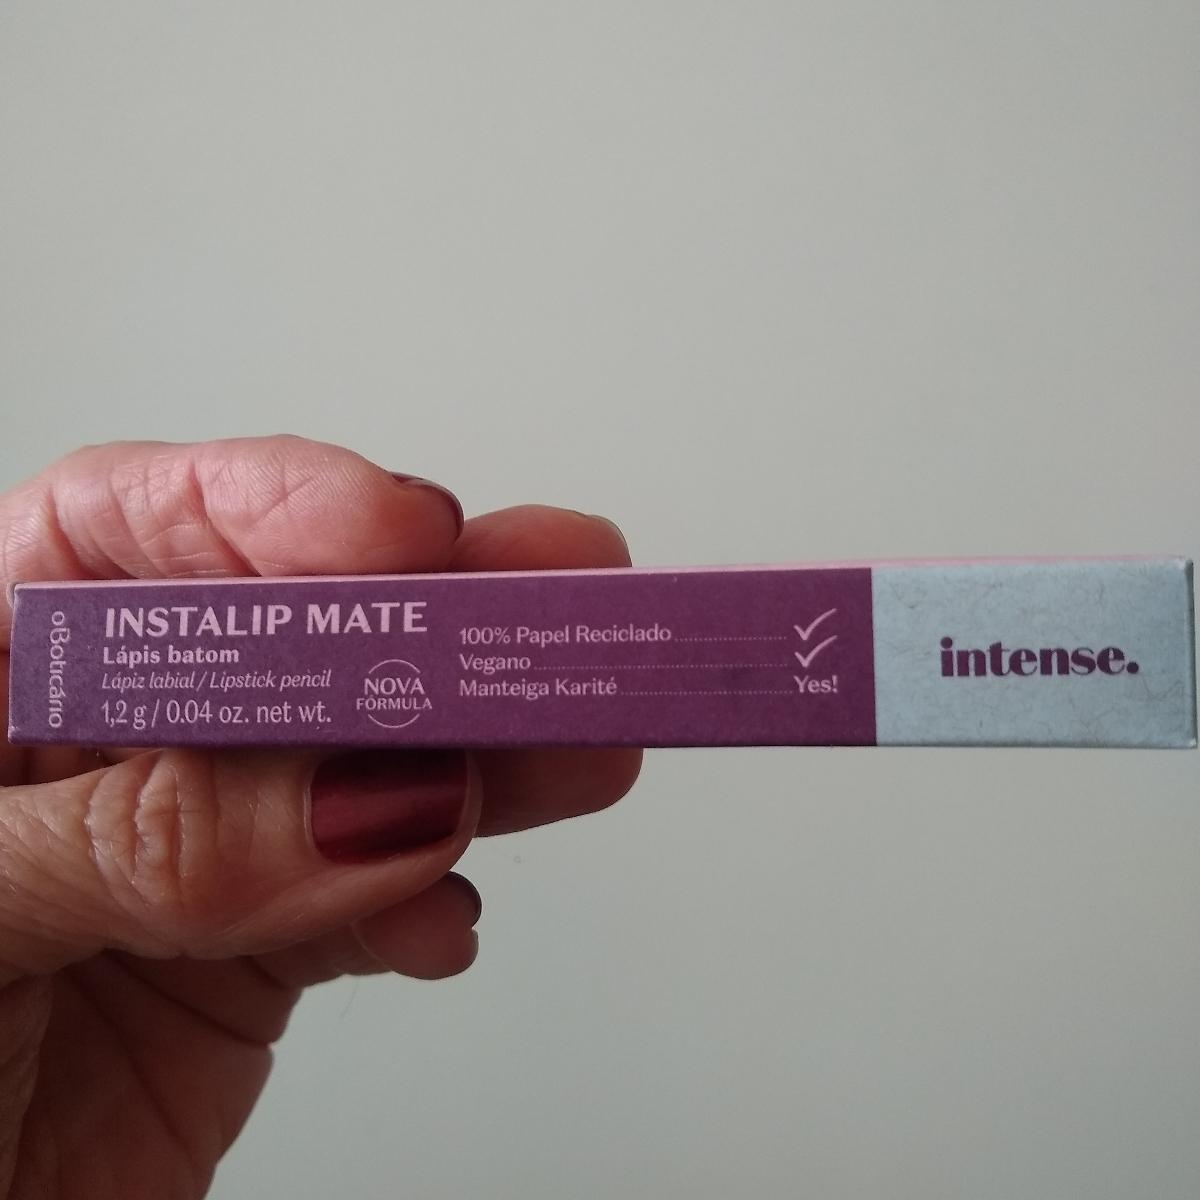 oBoticário
INSTALIP MATE
Lápis batom
Lápiz labial / Lipstick pencil
1,2 g / 0.04 oz. net wt.
NOVA
FÓRMULA
100% Papel Reciclado
Vegano
Manteiga Karité Yes!
intense.